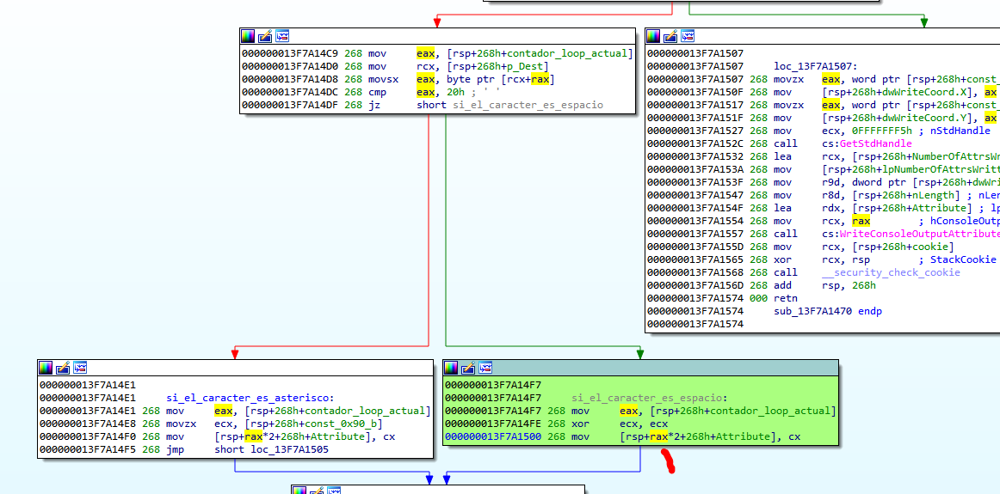 000000013F7A14C9 268 mov     eax, [rsp+268h+contador_loop_actual]
000000013F7A14D0 268 mov     rcx, [rsp+268h+p_Dest]
000000013F7A14D8 268 movsx   eax, byte ptr [rcx+rax]
000000013F7A14DC 268 cmp     eax, 20h ; ' '
000000013F7A14DF 268 jz      short si_el_caracter_es_espacio
000000013F7A1507
000000013F7A1507     loc_13F7A1507:
000000013F7A1507 268 movzx   eax, word ptr [rsp+268h+const_
000000013F7A150F 268 mov     [rsp+268h+dwWriteCoord.X], ax
000000013F7A1517 268 movzx   eax, word ptr [rsp+268h+const_
000000013F7A151F 268 mov     [rsp+268h+dwWriteCoord.Y], ax
000000013F7A1527 268 mov     ecx, 0FFFFFFF5h ; nStdHandle
000000013F7A152C 268 call    cs:GetStdHandle
000000013F7A1532 268 lea     rcx, [rsp+268h+NumberOfAttrsWr
000000013F7A153A 268 mov     [rsp+268h+lpNumberOfAttrsWritt
000000013F7A153F 268 mov     r9d, dword ptr [rsp+268h+dwWri
000000013F7A1547 268 mov     r8d, [rsp+268h+nLength] ; nLen
000000013F7A154F 268 lea     rdx, [rsp+268h+Attribute] ; lp
000000013F7A1554 268 mov     rcx, rax        ; hConsoleOutp
000000013F7A1557 268 call    cs:WriteConsoleOutputAttribute
000000013F7A155D 268 mov     rcx, [rsp+268h+cookie]
000000013F7A1565 268 xor     rcx, rsp        ; StackCookie
000000013F7A1568 268 call    __security_check_cookie
000000013F7A156D 268 add     rsp, 268h
000000013F7A1574 000 retn
000000013F7A1574     sub_13F7A1470 endp
000000013F7A1574
000000013F7A14E1
000000013F7A14E1     si_el_caracter_es_asterisco:
000000013F7A14E1 268 mov     eax, [rsp+268h+contador_loop_actual]
000000013F7A14E8 268 movzx   ecx, [rsp+268h+const_0x90_b]
000000013F7A14F0 268 mov     [rsp+rax*2+268h+Attribute], cx
000000013F7A14F5 268 jmp     short loc_13F7A1505
000000013F7A14F7
000000013F7A14F7     si_el_caracter_es_espacio:
000000013F7A14F7 268 mov     eax, [rsp+268h+contador_loop_actual]
000000013F7A14FE 268 xor     ecx, ecx
000000013F7A1500 268 mov     [rsp+rax*2+268h+Attribute], cx